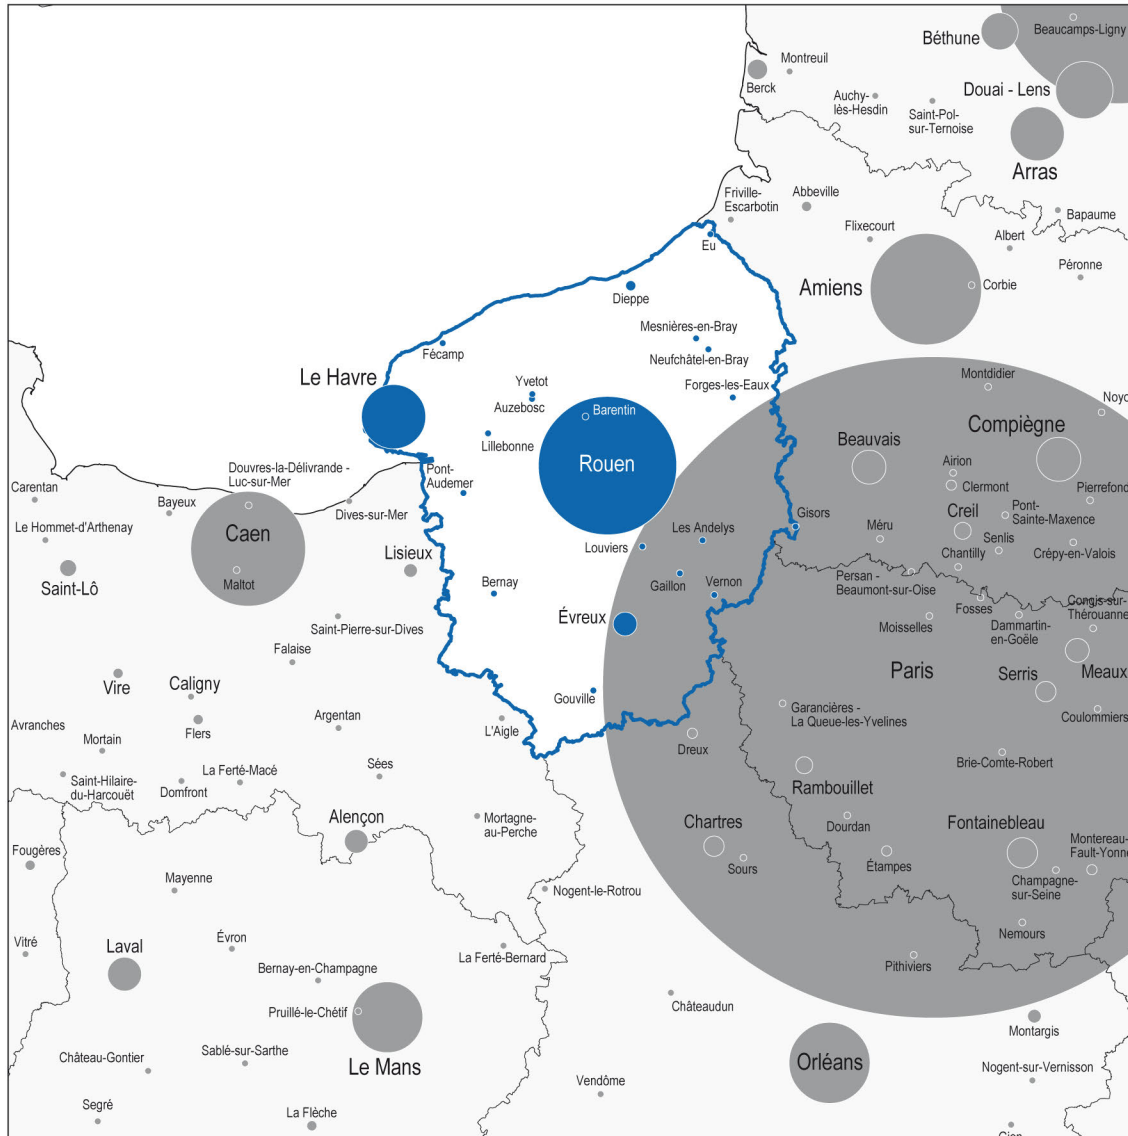 Beaucamps-Ligny
Béthune
Montreuil
Berck
Douai - Lens
Auchy-
lès-Hesdin
Saint-Pol
sur-Ternoise
Arras
Friville-
Escarbotin
Abbeville
Bapaume
Flixecourt
Albert
Eu
Péronne
Amiens
Corbie
Dieppe
Mesnières-en-Bray
Fécamp
Neufchâtel-en-Bray
Le Havre
Yvetot
Auzebosc
Forges-les-Eaux
Montdidier
Noyo
Barentin
Compiègne
Beauvais
Lillebonne
Rouen
Airion
Clermont
Douvres-la-Délivrande -
Luc-sur-Mer
Pont-
Audemer
Carentan
Bayeux
Pierrefond
Dives-sur-Mer
Creil
Pont-
Sainte-Maxence
Gisors
Le Hommet-d'Arthenay
Caen
Les Andelys
Méru
Senlis
Louviers
Chantilly
Crépy-en-Valois
Lisieux
Saint-Lô
Maltot
Bernay
Gaillon
Vernon
Persan -
Beaumont-sur-Oise
Fosses
Congis-sur-
Thérouanne
Évreux
Moisselles
Dammartin-
en-Goële
Saint-Pierre-sur-Dives
Falaise
Paris
Serris
Meaux
Vire
Caligny
Gouville
Garancières -
La Queue-les-Yvelines
Coulommiers
Avranches
Flers
Argentan
L'Aigle
Dreux
Mortain
Brie-Comte-Robert
La Ferté-Macé
Sées
Saint-Hilaire-
du-Harcouët
Domfront
Rambouillet
Alençon
Mortagne-
au-Perche
Chartres
Dourdan
Fontainebleau
Montereau-
Fault-Yonne
Fougères
Sours
Étampes
Champagne-
sur-Seine
Mayenne
Nogent-le-Rotrou
Nemours
Vitré
Laval
Évron
La Ferté-Bernard
Pithiviers
Bernay-en-Champagne
Pruillé-le-Chétif
Châteaudun
Montargis
Château-Gontier
Sablé-sur-Sarthe
Le Mans
Orléans
Nogent-sur-Vernisson
Vendôme
Segré
La Flèche